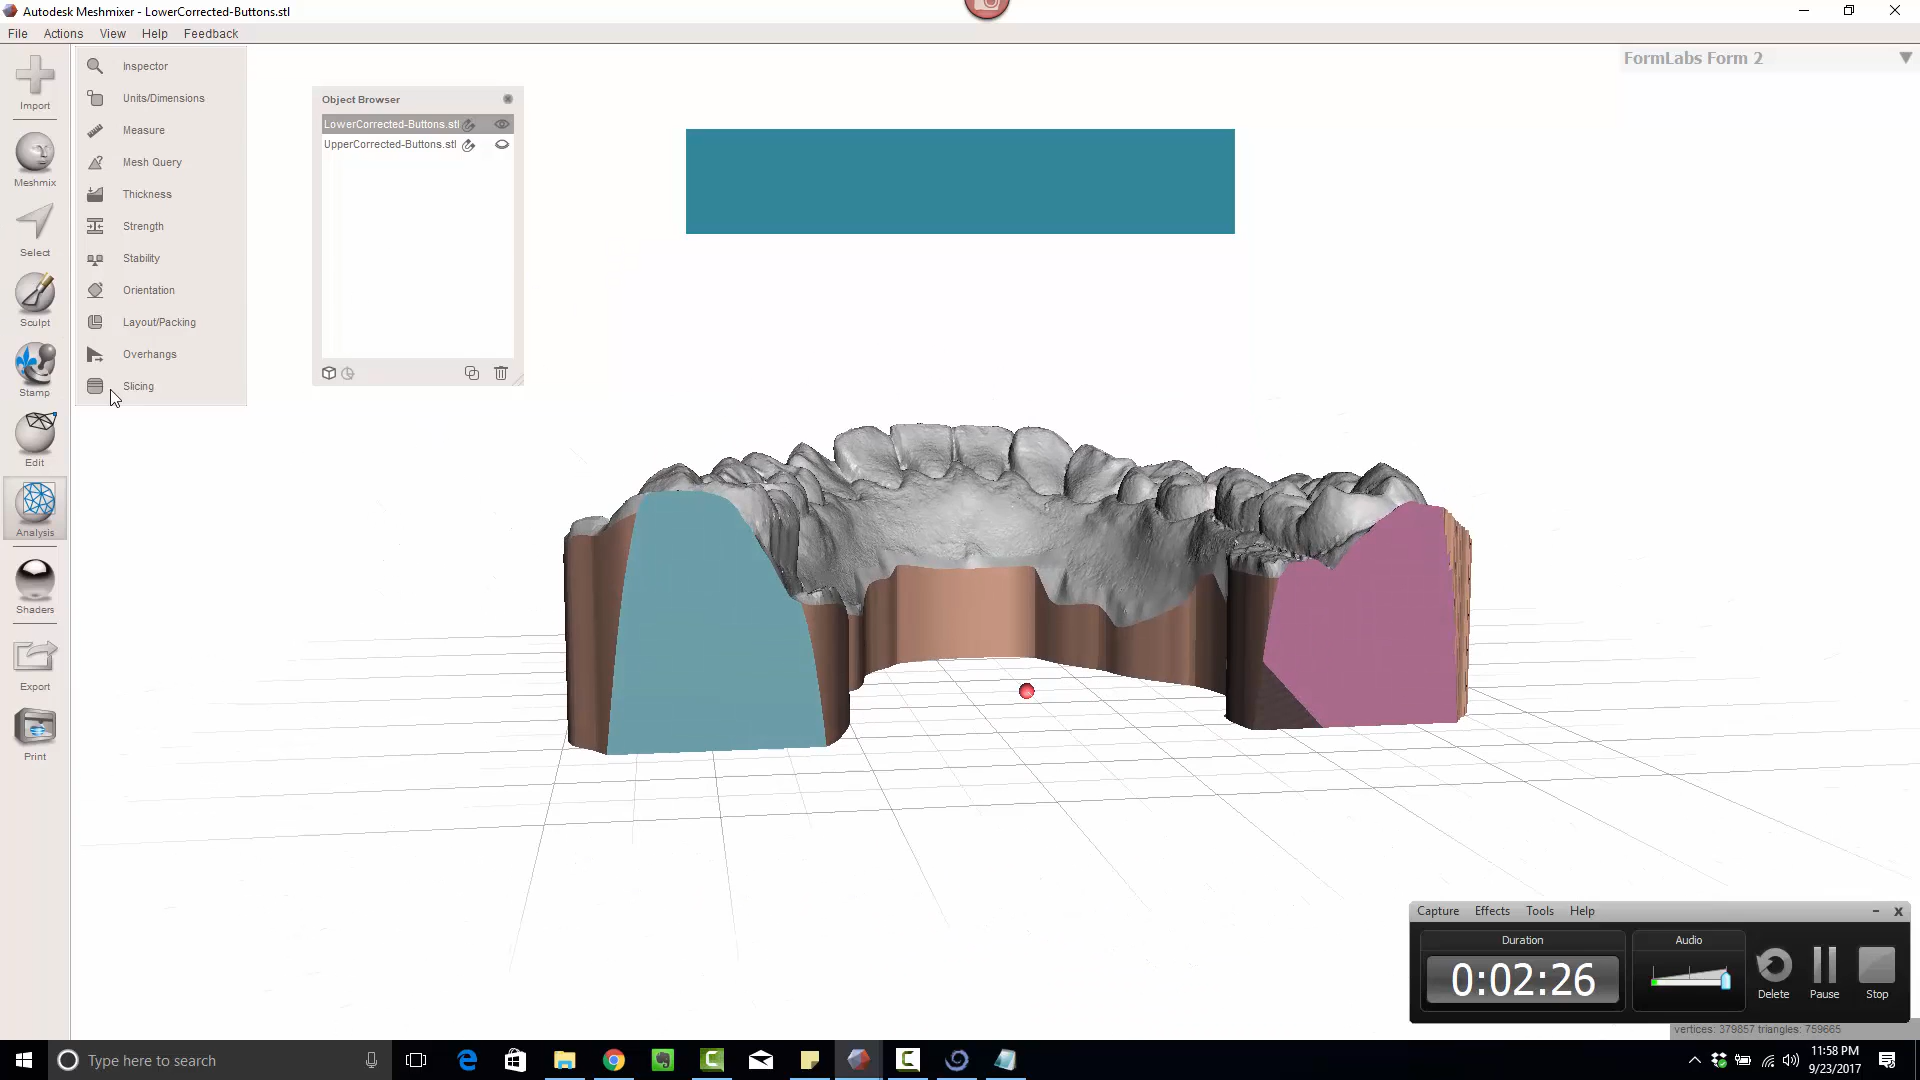 Autodesk Meshmixer - LowerCorrected-Buttons.stl
File Actions View Help Feedback
FormLabs Form 2
Import
Meshmix
Select
Sculpt
Stamp
Edit
Analysis
Shaders
Export
Print
Inspector
Units/Dimensions
Measure
Mesh Query
Thickness
Strength
Stability
Orientation
Layout/Packing
Overhangs
Slicing
Object Browser
LowerCorrected-Buttons.stl
UpperCorrected-Buttons.stl
Capture Effects Tools Help
Duration
0:02:26
Audio
Delete
Pause
Stop
vertices: 379857 triangles: 759665
Type here to search
11:58 PM
9/23/2017